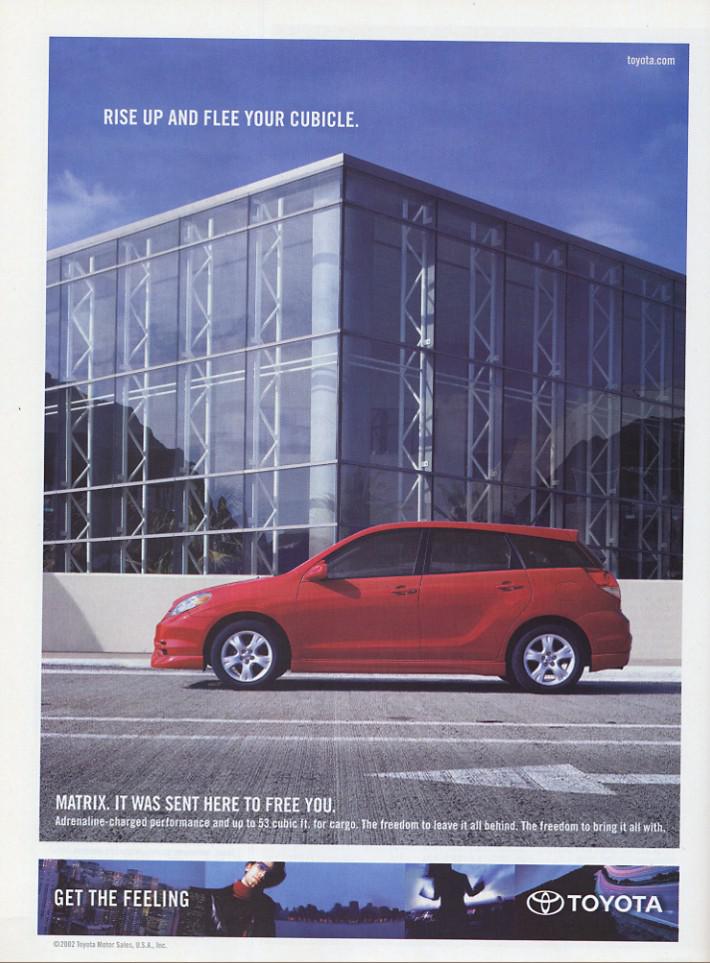 toyota.com
RISE UP AND FLEE YOUR CUBICLE.
MATRIX. IT WAS SENT HERE TO FREE YOU.
Adrenaline-charged performance and up to 53 cubic ft. for cargo. The freedom to leave it all behind. The freedom to bring it all with.
GET THE FEELING
TOYOTA
©2002 Toyota Motor Sales, U.S.A., Inc.